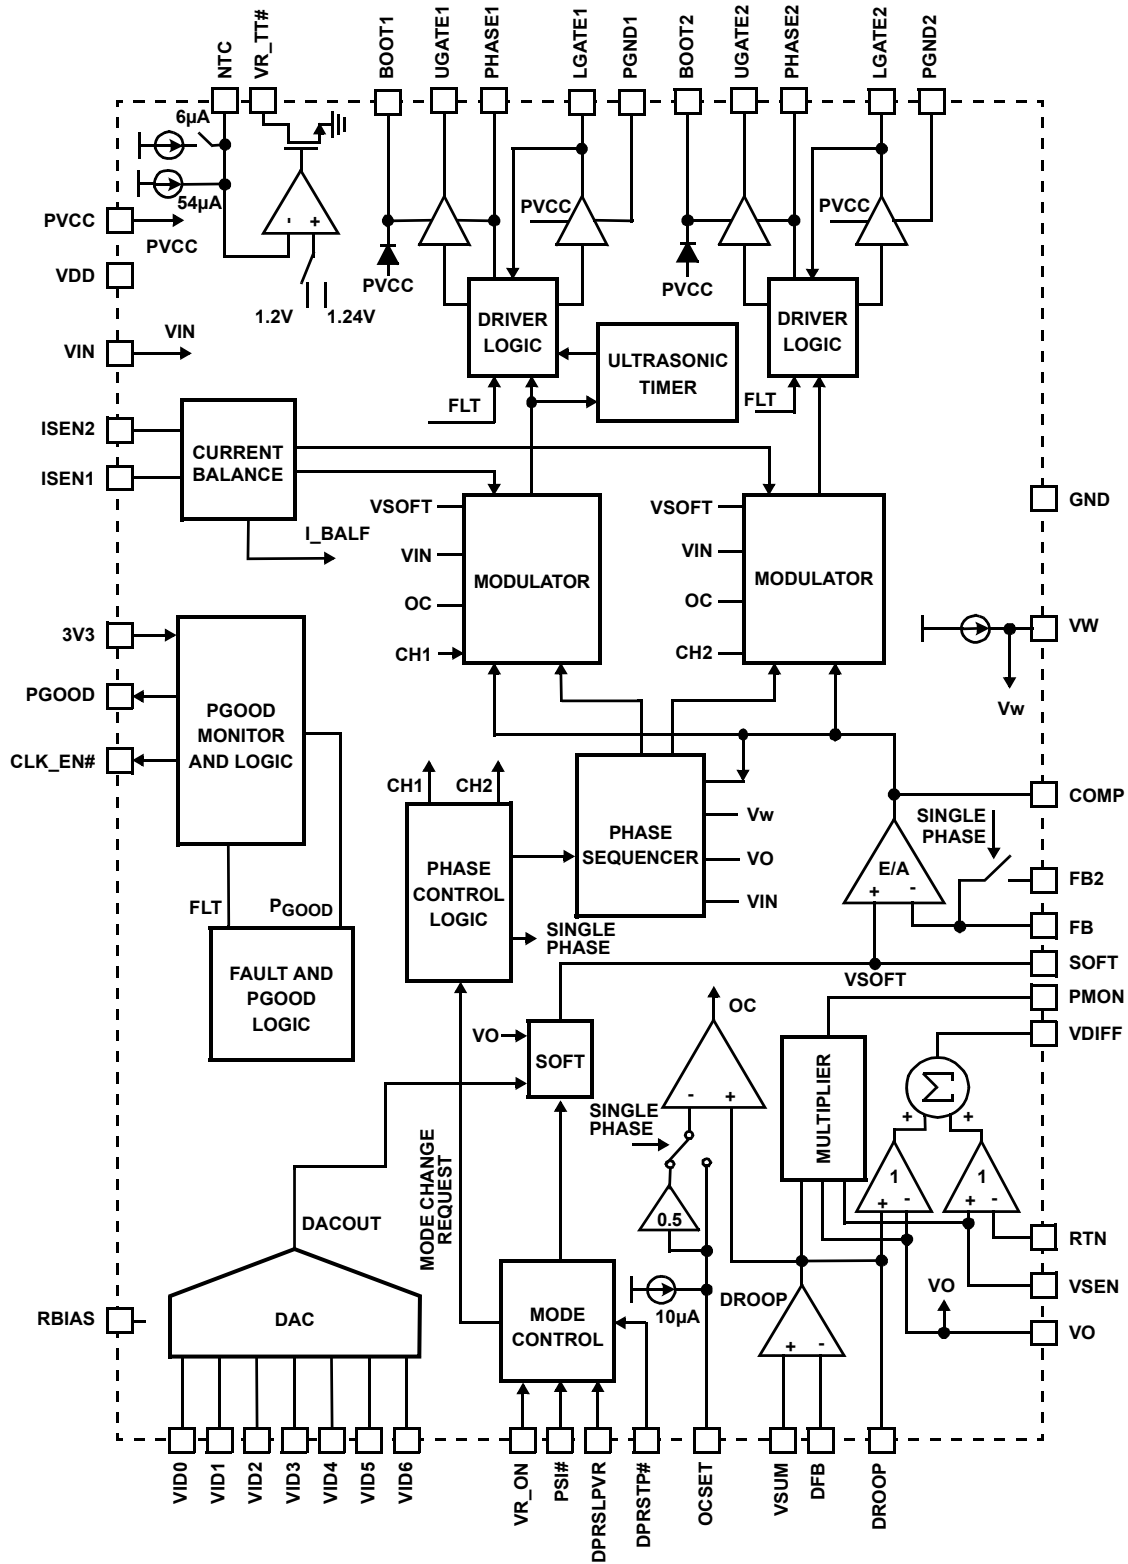 NTC
VR_TT#
BOOT1
UGATE1
PHASE1
LGATE1
PGND1
BOOT2
UGATE2
PHASE2
LGATE2
PGND2
6µA
54µA
PVCC
PVCC
VDD
- +
1.2V
1.24V
PVCC
PVCC
PVCC
PVCC
DRIVER
LOGIC
DRIVER
LOGIC
VIN
VIN
ULTRASONIC
TIMER
FLT
FLT
ISEN2
ISEN1
CURRENT
BALANCE
I_BALF
VSOFT
VIN
OC
CH1
MODULATOR
VSOFT
VIN
OC
CH2
MODULATOR
GND
VW
Vw
3V3
PGOOD
CLK_EN#
PGOOD
MONITOR
AND LOGIC
FLT
PGOOD
FAULT AND
PGOOD
LOGIC
CH1
CH2
PHASE
CONTROL
LOGIC
SINGLE
PHASE
PHASE
SEQUENCER
Vw
VO
VIN
COMP
SINGLE
PHASE
E/A
+ -
FB2
FB
SOFT
VSOFT
PMON
VDIFF
VO
SOFT
OC
- +
SINGLE
PHASE
0.5
MULTIPLIER
Σ
+ +
1
+ -
1
+ -
RTN
VSEN
VO
VO
MODE CHANGE
REQUEST
DACOUT
DAC
RBIAS
MODE
CONTROL
10µA
DROOP
+ -
VID0
VID1
VID2
VID3
VID4
VID5
VID6
VR_ON
PSI#
DPRSLPVR
DPRSTP#
OCSET
VSUM
DFB
DROOP